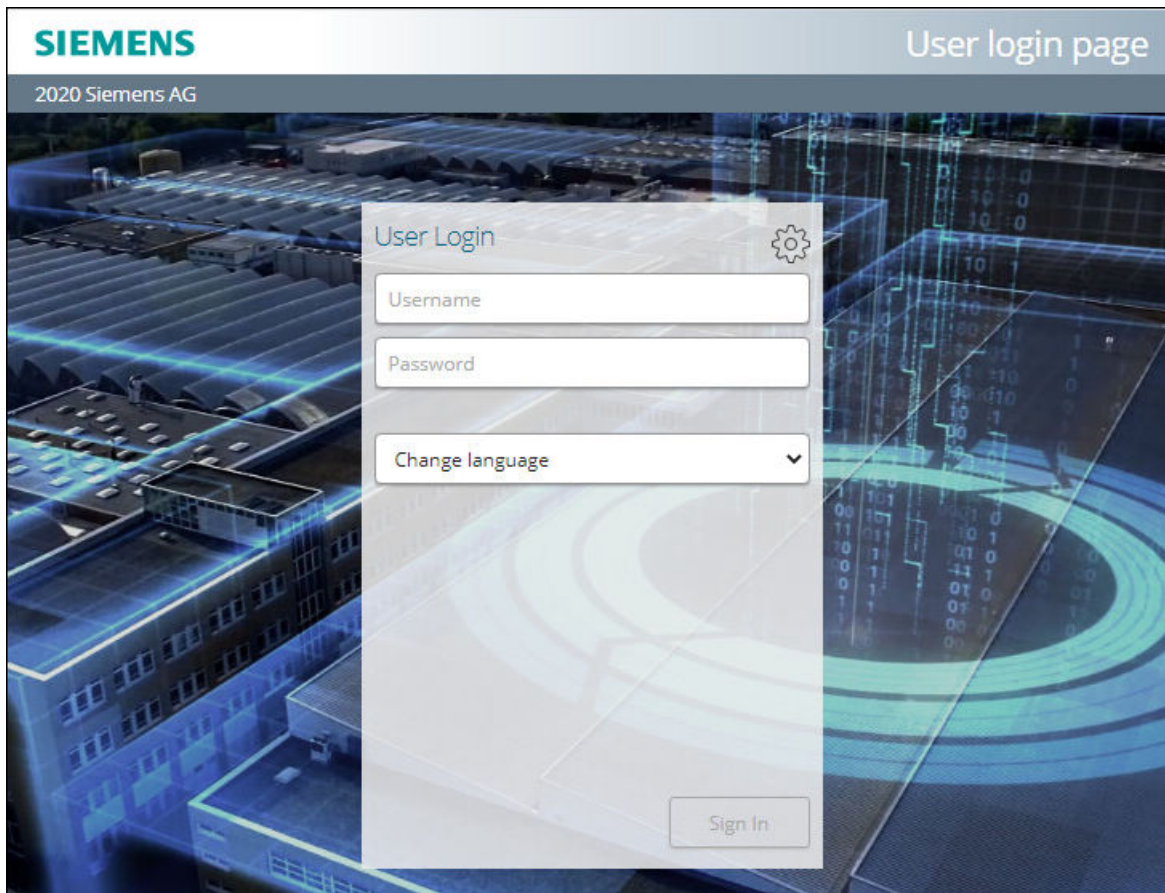 SIEMENS
User login page
2020 Siemens AG
User Login
Username
Password
Change language
Sign In